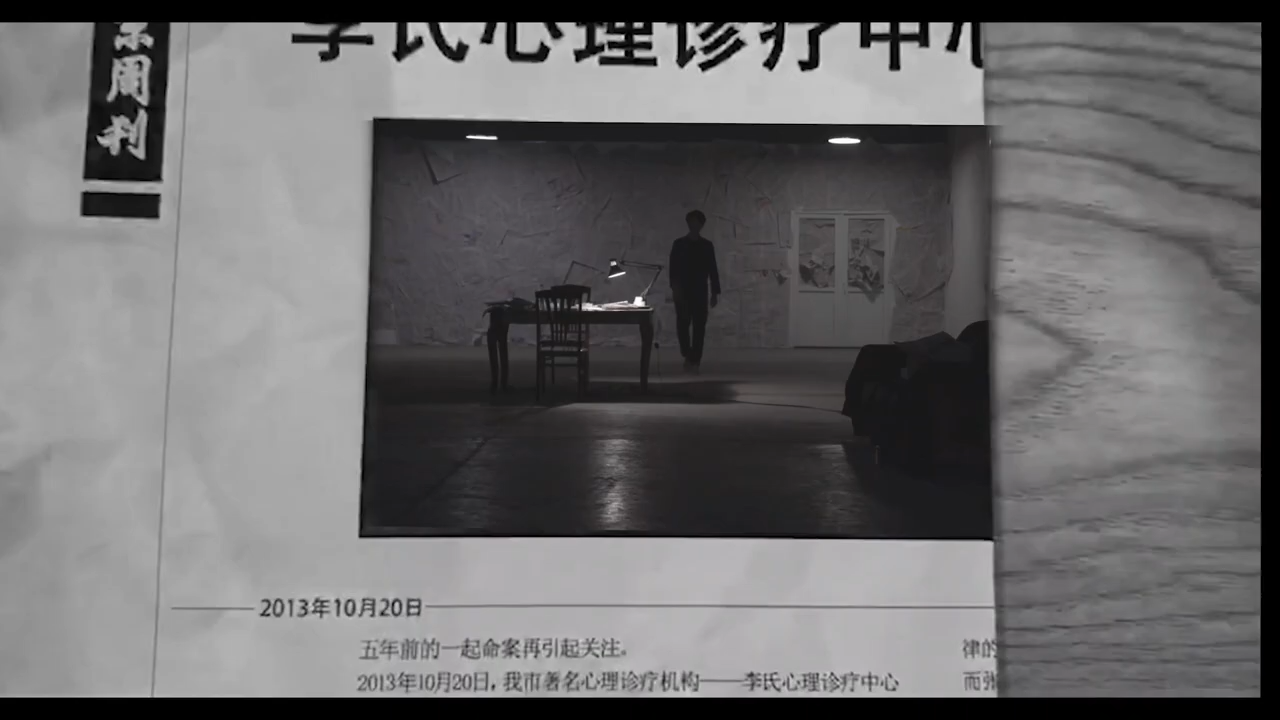 周刊
李氏心理诊疗中心
2013年10月20日
五年前的一起命案再引起关注。
2013年10月20日,我市著名心理诊疗机构——李氏心理诊疗中心
律的
而张